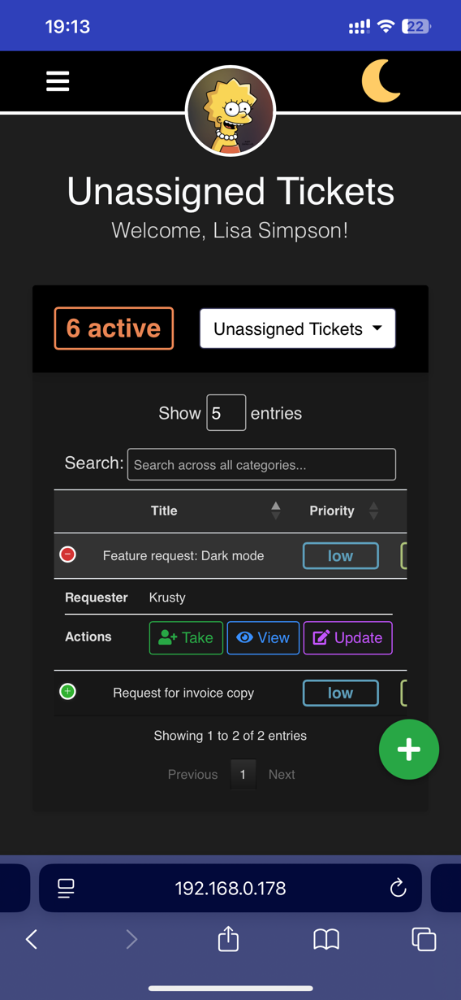 19:13
22
Unassigned Tickets
Welcome, Lisa Simpson!
6 active
Unassigned Tickets
Show 5 entries
Search: Search across all categories...
Title Priority
Feature request: Dark mode low
Requester Krusty
Actions Take View Update
Request for invoice copy low
Showing 1 to 2 of 2 entries
Previous 1 Next
192.168.0.178